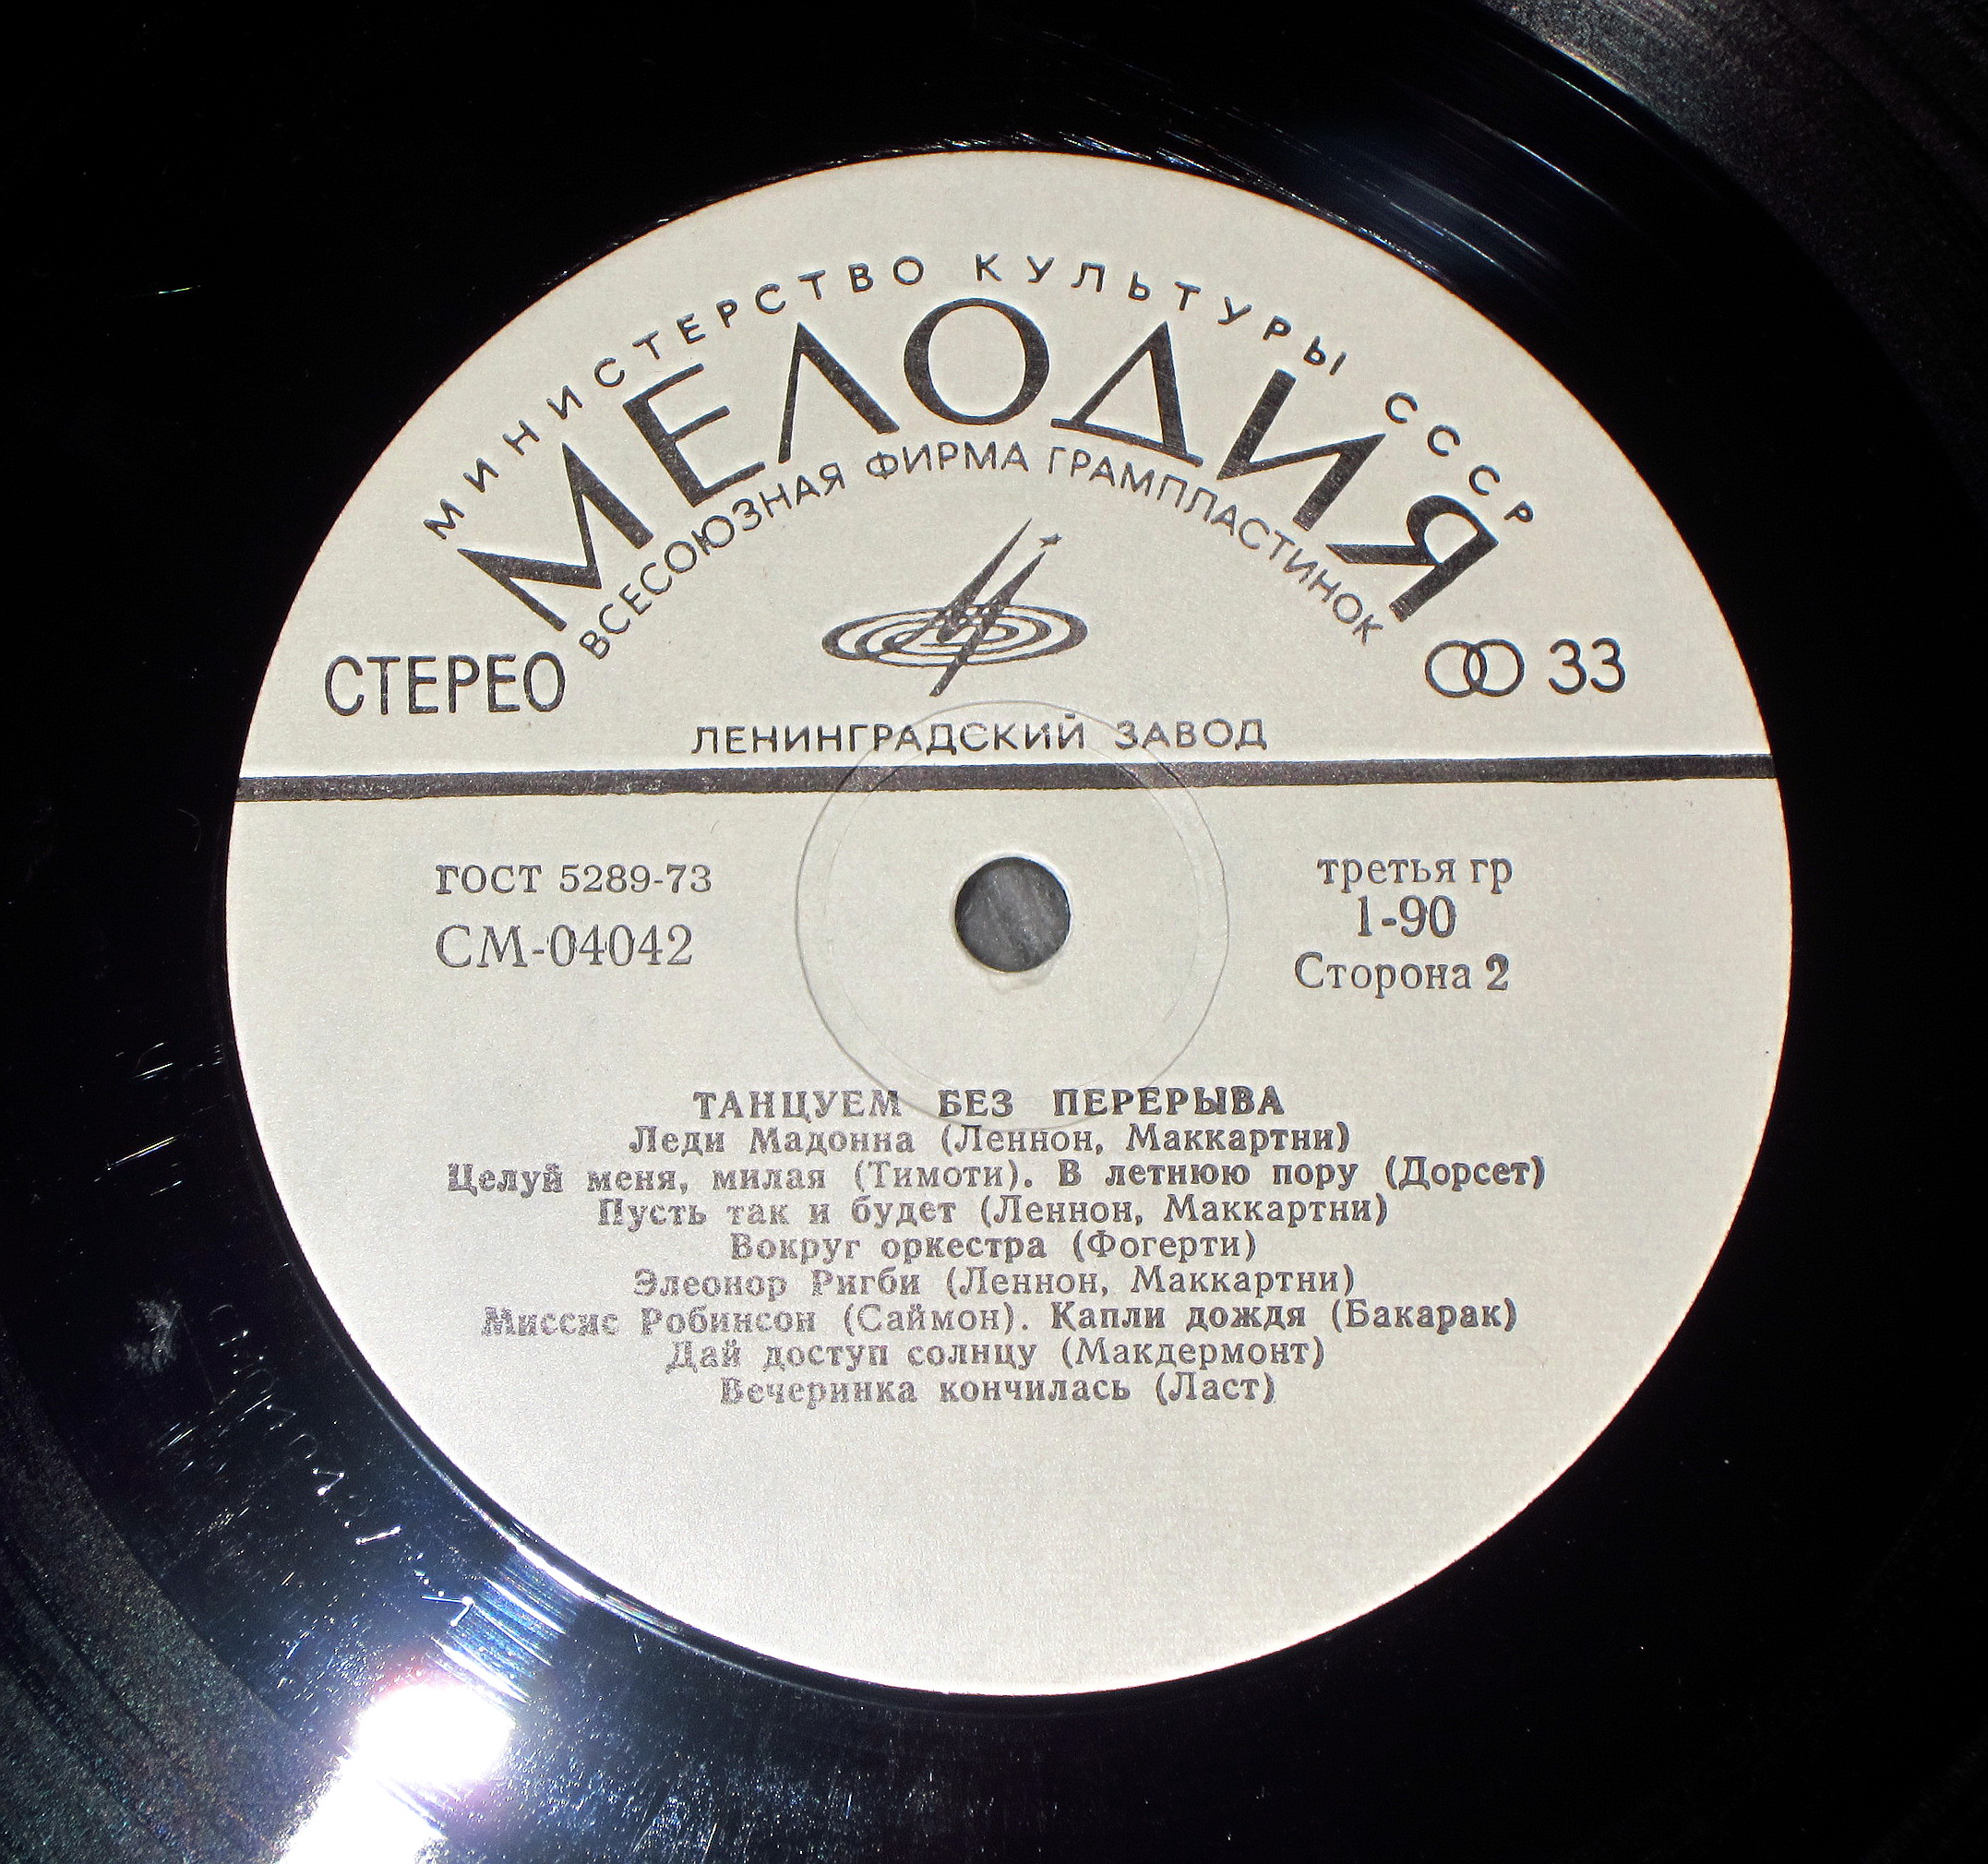 МИНИСТЕРСТВО КУЛЬТУРЫ СССР
МЕЛОДИЯ
ВСЕСОЮЗНАЯ ФИРМА ГРАМПЛАСТИНОК
СТЕРЕО
33
ЛЕНИНГРАДСКИЙ ЗАВОД
ГОСТ 5289-73
СМ-04042
третья гр
1-90
Сторона 2
ТАНЦУЕМ БЕЗ ПЕРЕРЫВА
Леди Мадонна (Леннон, Маккартни)
Целуй меня, милая (Тимоти). В летнюю пору (Дорсет)
Пусть так и будет (Леннон, Маккартни)
Вокруг оркестра (Фогерти)
Элеонор Ригби (Леннон, Маккартни)
Миссис Робинсон (Саймон). Капли дождя (Бакарак)
Дай доступ солнцу (Макдермонт)
Вечеринка кончилась (Ласт)